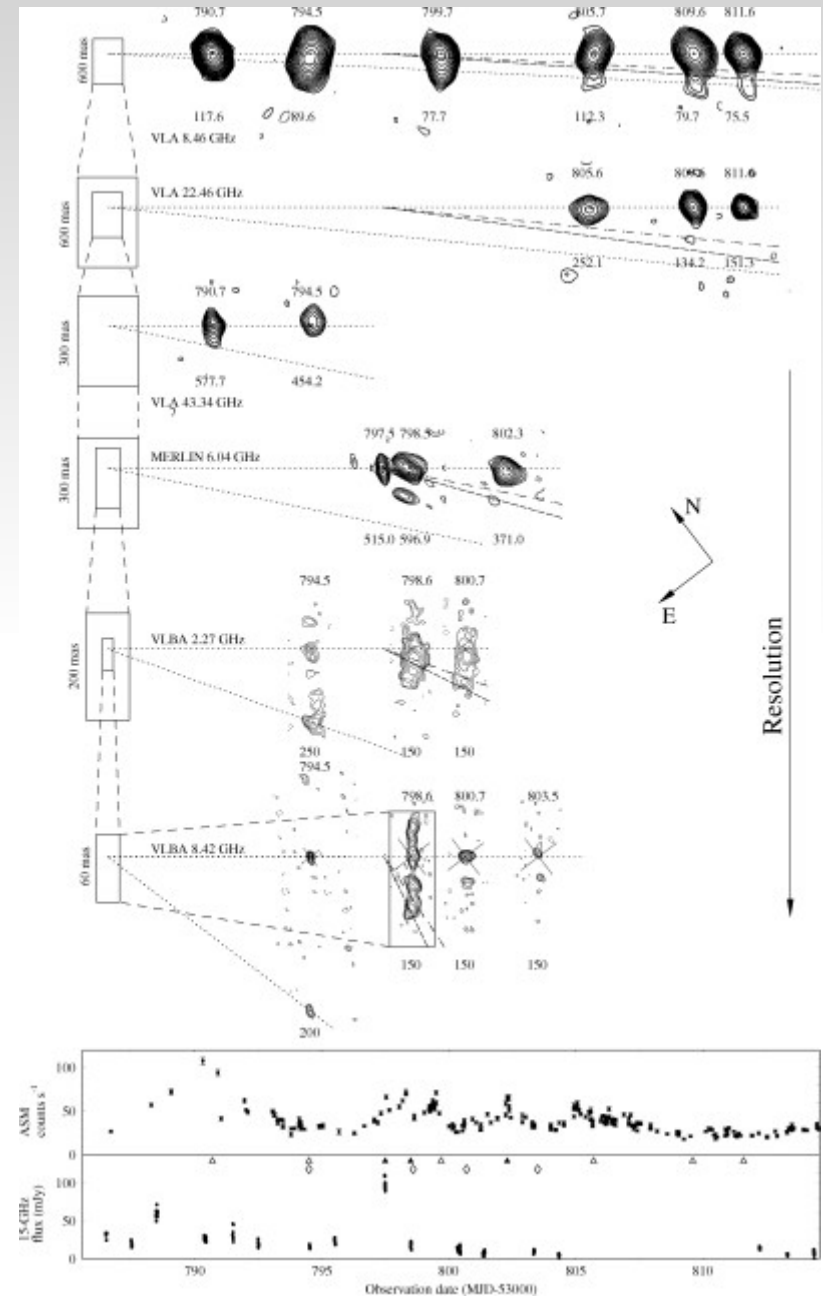 790.7 794.5 799.7 805.7 809.6 811.6
600 mas
117.6 89.6 77.7 112.3 79.7 75.5
VLA 8.46 GHz
VLA 22.46 GHz
805.6 811.6
600 mas
252.1 134.2 151.3
790.7 794.5
300 mas
577.7 454.2
VLA 43.34 GHz
797.5 798.5 802.3
MERLIN 6.04 GHz
300 mas
515.0 596.9 371.0
N
E
Resolution
794.5 798.6 800.7
VLBA 2.27 GHz
200 mas
250 150 150
794.5
798.6 800.7 803.5
VLBA 8.42 GHz
60 mas
150 150 150
200
ASM
counts s⁻¹
100
50
0
15-GHz
flux (mJy)
100
50
0
790 795 800 805 810
Observation date (MJD-53000)